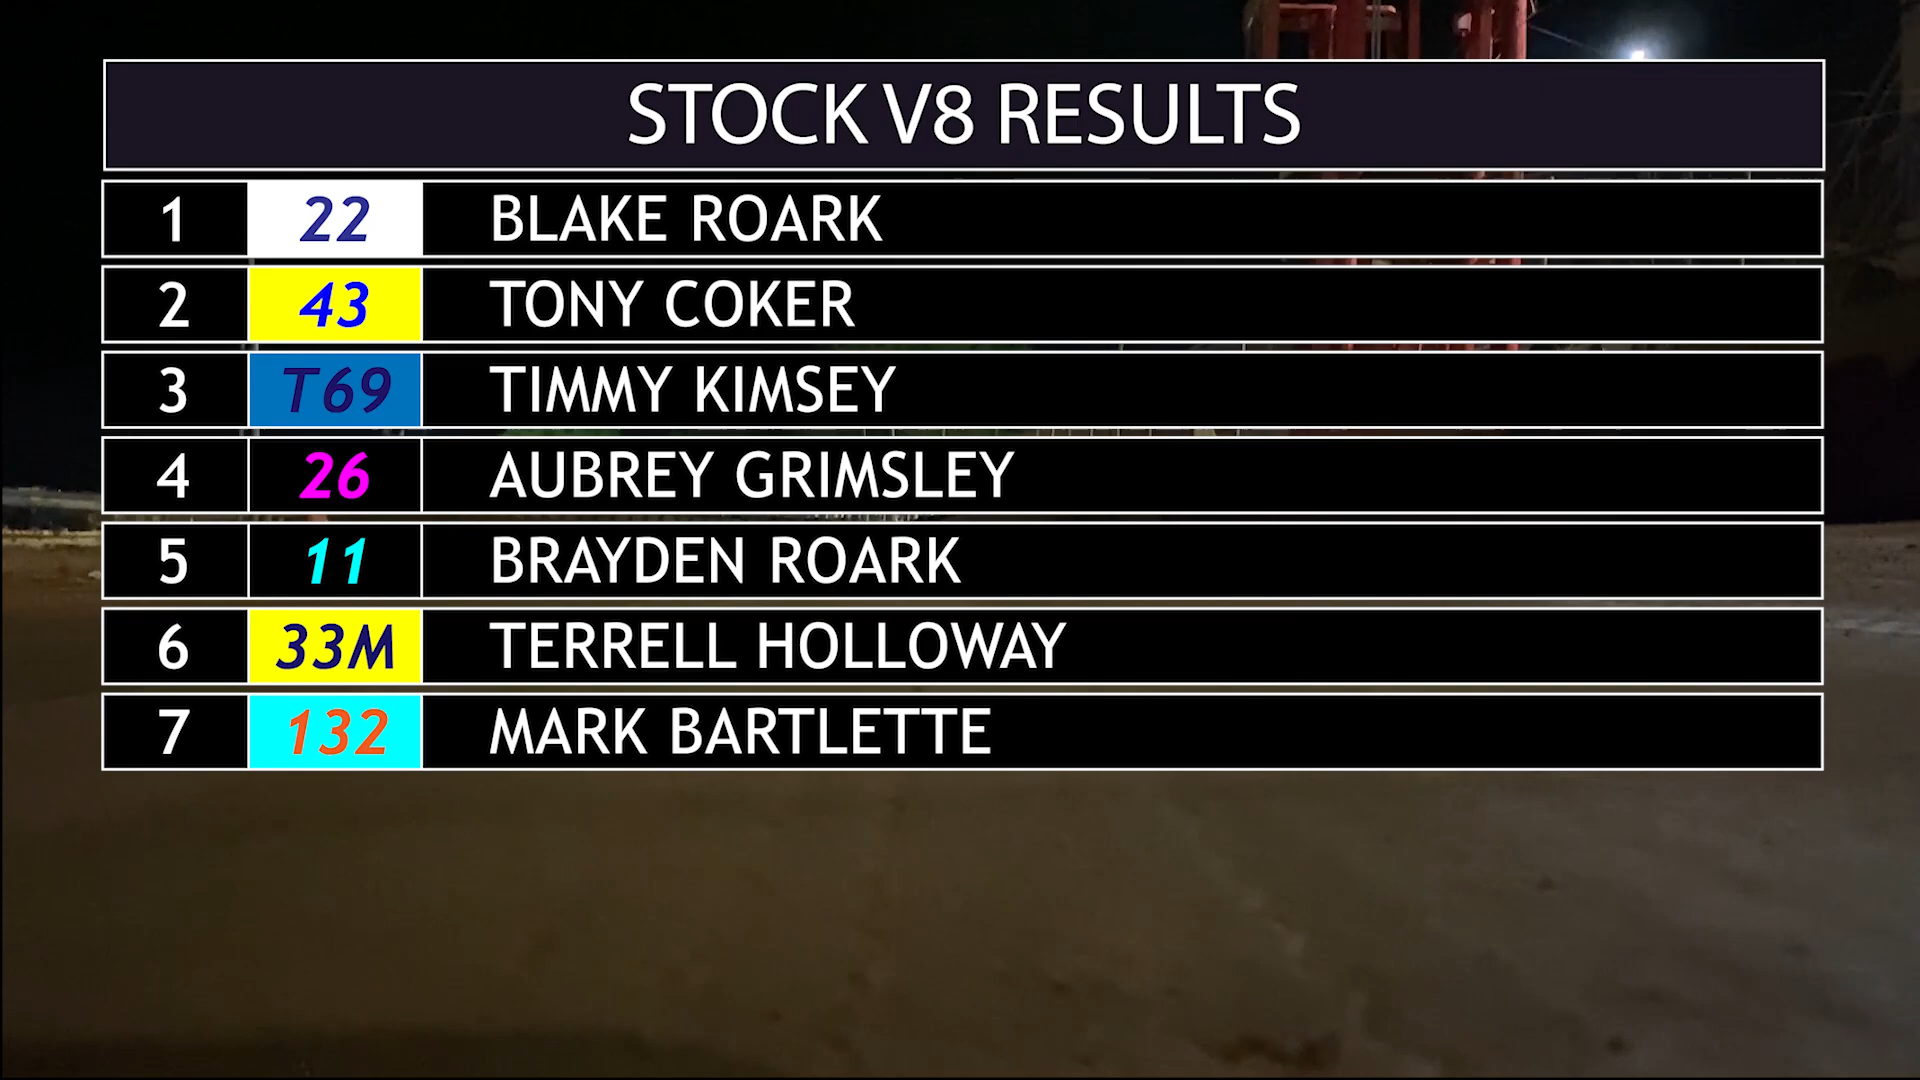 STOCK V8 RESULTS
1 22 BLAKE ROARK
2 43 TONY COKER
3 T69 TIMMY KIMSEY
4 26 AUBREY GRIMSLEY
5 11 BRAYDEN ROARK
6 33M TERRELL HOLLOWAY
7 132 MARK BARTLETTE